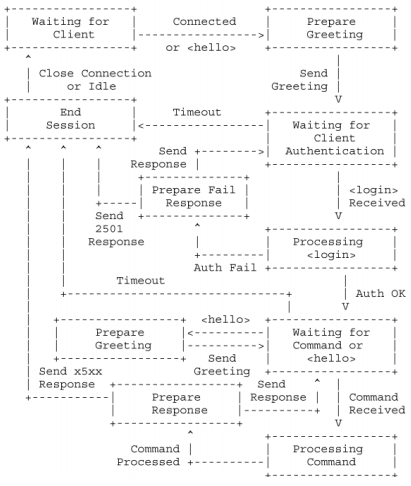 Waiting for Connected Prepare
Client or <hello> Greeting
Close Connection Send
or Idle Greeting
End Timeout Waiting for
Session Client
Send Authentication
Response
Prepare Fail <login>
Response Received
Send
2501
Response Processing
<login>
Auth Fail
Timeout
Auth OK
<hello>
Prepare Waiting for
Greeting Command or
Send <hello>
Greeting
Send x5xx Send
Response Prepare Response Command
Response Received
Command Processing
Processed Command